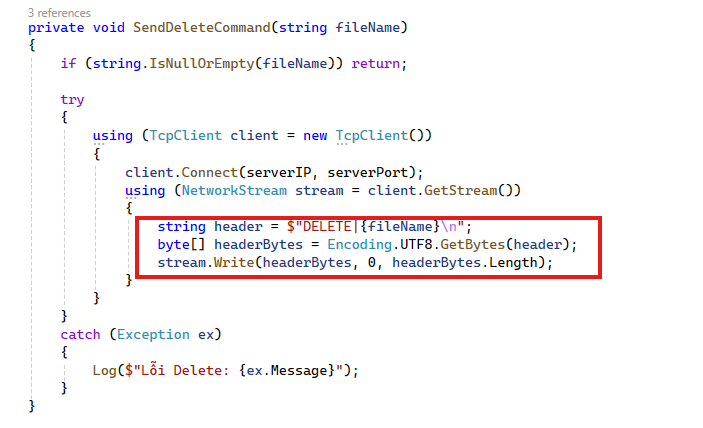 3 references
private void SendDeleteCommand(string fileName)
{
if (string.IsNullOrEmpty(fileName)) return;
try
{
using (TcpClient client = new TcpClient())
{
client.Connect(serverIP, serverPort);
using (NetworkStream stream = client.GetStream())
{
string header = $"DELETE|{fileName}\n";
byte[] headerBytes = Encoding.UTF8.GetBytes(header);
stream.Write(headerBytes, 0, headerBytes.Length);
}
}
}
catch (Exception ex)
{
Log($"Lỗi Delete: {ex.Message}");
}
}